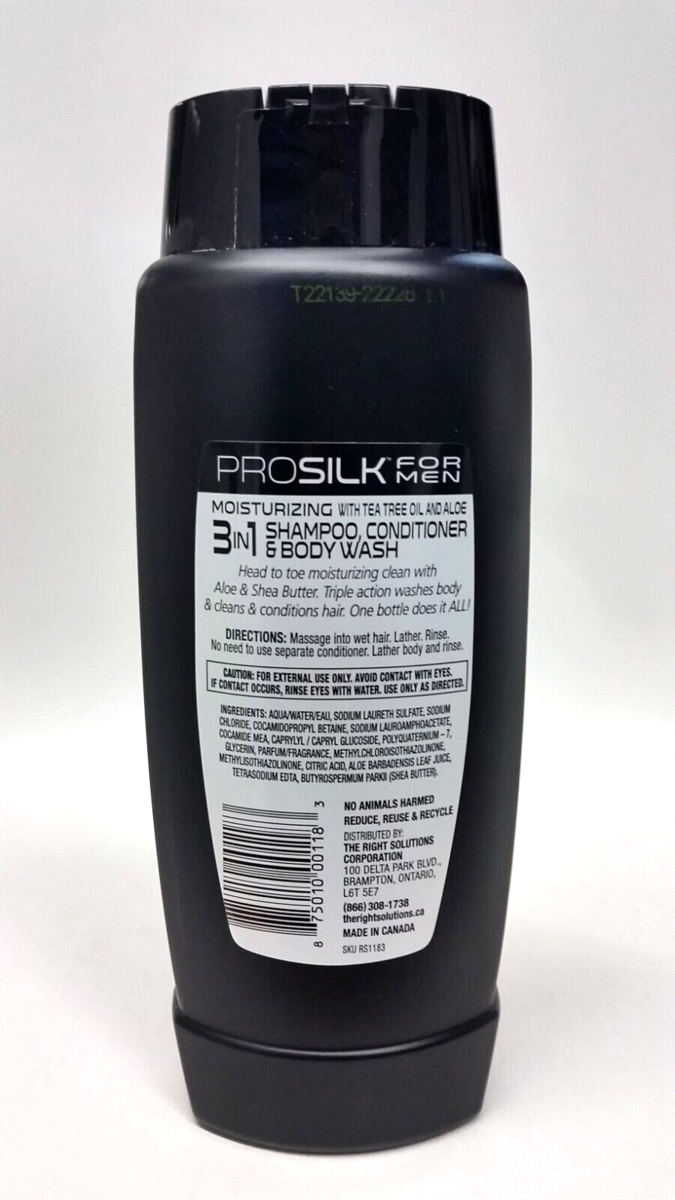 T22139-22228 L1
PROSILK™ FOR MEN
MOISTURIZING WITH TEA TREE OIL AND ALOE
3IN1 SHAMPOO, CONDITIONER
& BODY WASH
Head to toe moisturizing clean with
Aloe & Shea Butter. Triple action washes body
& cleans & conditions hair. One bottle does it ALL!
DIRECTIONS: Massage into wet hair. Lather. Rinse.
No need to use separate conditioner. Lather body and rinse.
CAUTION: FOR EXTERNAL USE ONLY. AVOID CONTACT WITH EYES.
IF CONTACT OCCURS, RINSE EYES WITH WATER. USE ONLY AS DIRECTED.
INGREDIENTS: AQUA/WATER/EAU, SODIUM LAURETH SULFATE, SODIUM
CHLORIDE, COCAMIDOPROPYL BETAINE, SODIUM LAUROAMPHOACETATE,
COCAMIDE MEA, CAPRYLYL / CAPRYL GLUCOSIDE, POLYQUATERNIUM – 7,
GLYCERIN, PARFUM/FRAGRANCE, METHYLCHLOROISOTHIAZOLINONE,
METHYLISOTHIAZOLINONE, CITRIC ACID, ALOE BARBADENSIS LEAF JUICE,
TETRASODIUM EDTA, BUTYROSPERMUM PARKII (SHEA BUTTER).
8 75010 00118 3
NO ANIMALS HARMED
REDUCE, REUSE & RECYCLE
DISTRIBUTED BY:
THE RIGHT SOLUTIONS
CORPORATION
100 DELTA PARK BLVD.,
BRAMPTON, ONTARIO,
L6T 5E7
(866) 308-1738
therightsolutions.ca
MADE IN CANADA
SKU RS1183